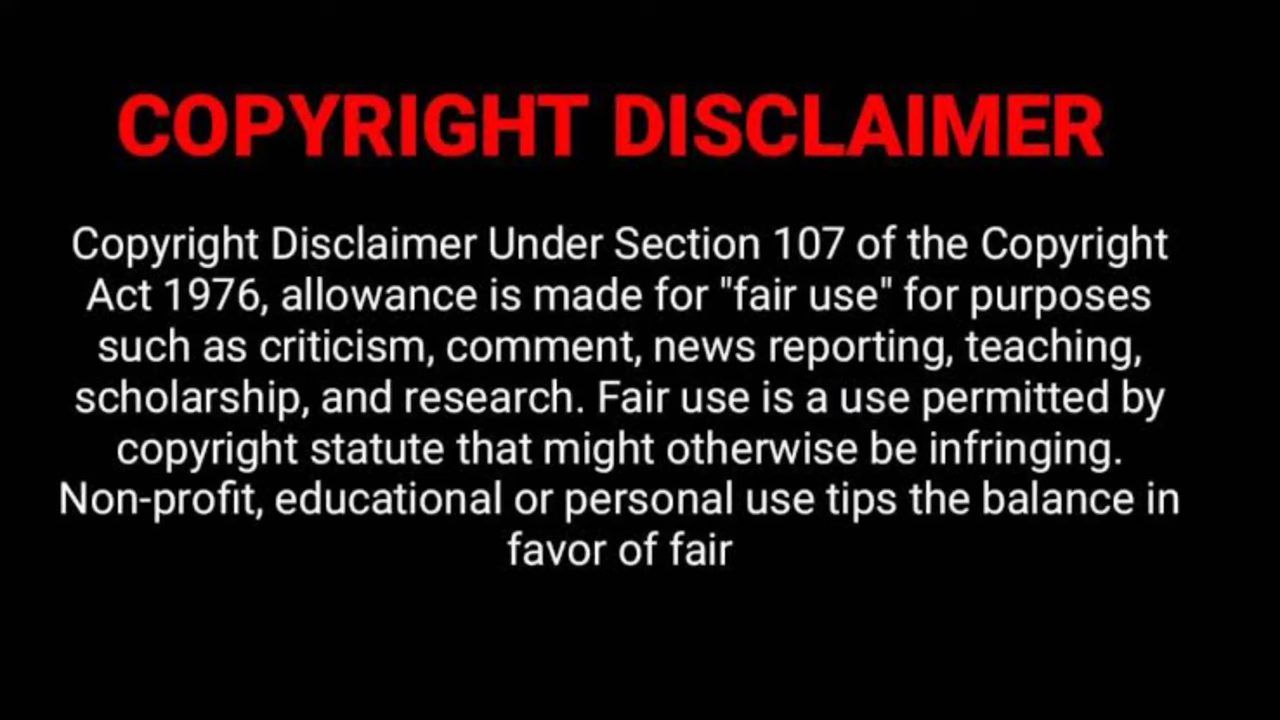 COPYRIGHT DISCLAIMER
Copyright Disclaimer Under Section 107 of the Copyright
Act 1976, allowance is made for "fair use" for purposes
such as criticism, comment, news reporting, teaching,
scholarship, and research. Fair use is a use permitted by
copyright statute that might otherwise be infringing.
Non-profit, educational or personal use tips the balance in
favor of fair